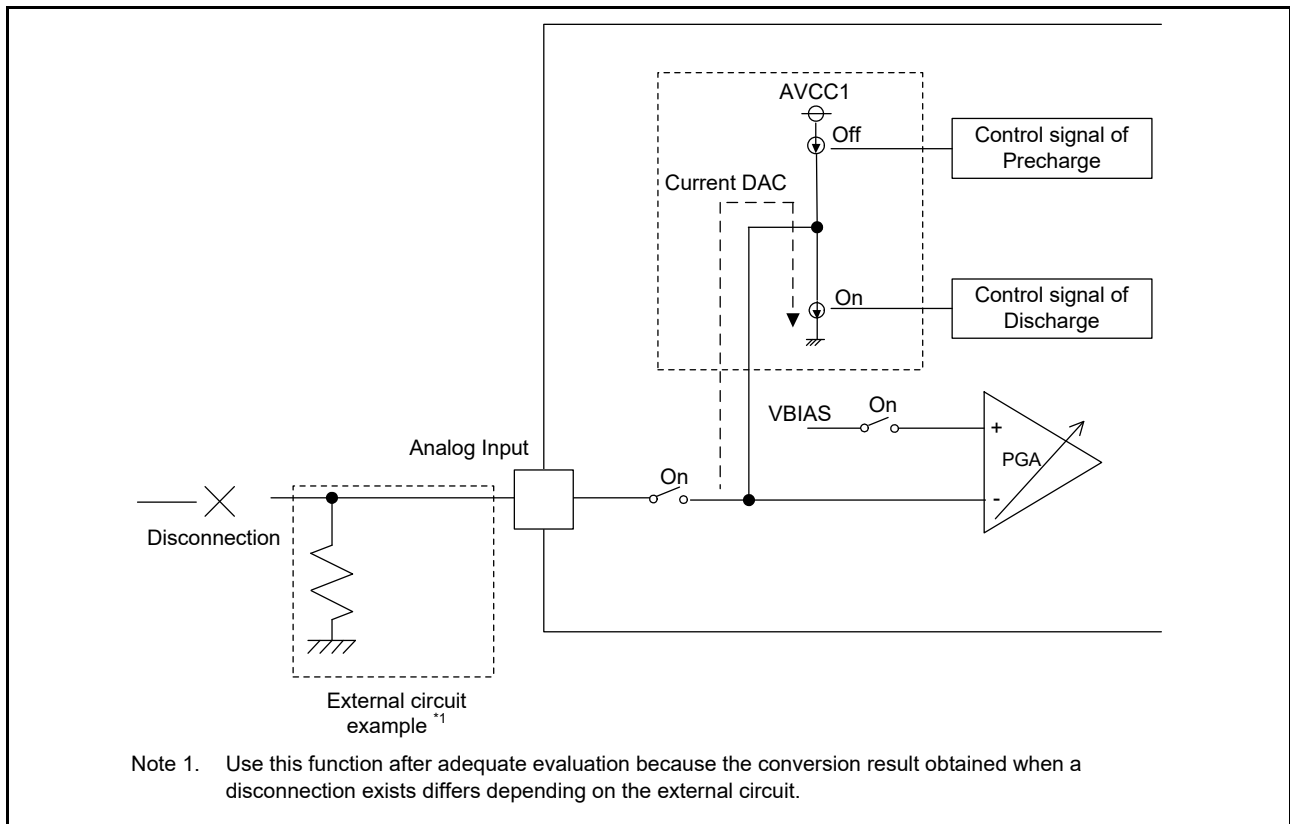 AVCC1
Off
Control signal of
Precharge
Current DAC
On
Control signal of
Discharge
VBIAS
On
+
PGA
-
Analog Input
On
Disconnection
External circuit
example *1
Note 1. Use this function after adequate evaluation because the conversion result obtained when a
disconnection exists differs depending on the external circuit.